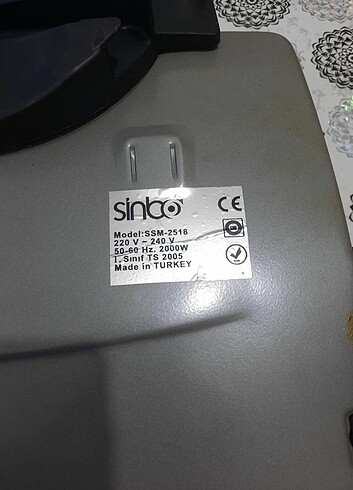 sinbo
CE
Model:SSM-2518
220 V ~ 240 V
50-60 Hz. 2000W
I. Sınıf TS 2005
Made in TURKEY